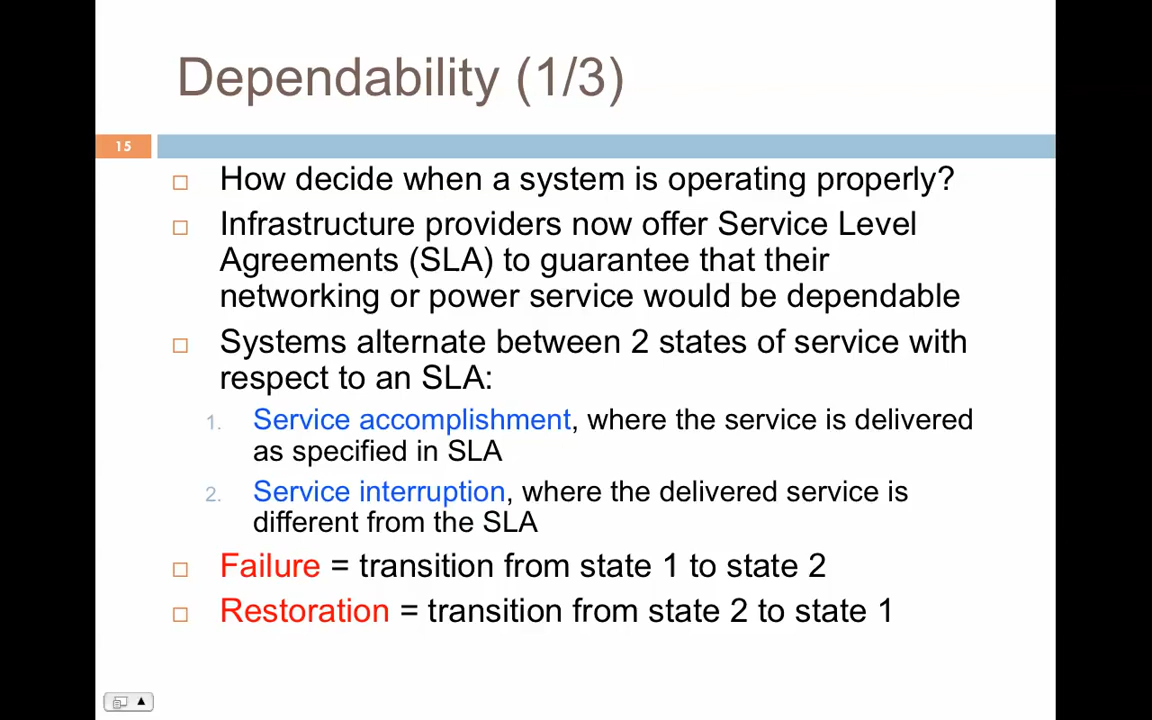 Dependability (1/3)
15
How decide when a system is operating properly?
Infrastructure providers now offer Service Level
Agreements (SLA) to guarantee that their
networking or power service would be dependable
Systems alternate between 2 states of service with
respect to an SLA:
1. Service accomplishment, where the service is delivered
as specified in SLA
2. Service interruption, where the delivered service is
different from the SLA
Failure = transition from state 1 to state 2
Restoration = transition from state 2 to state 1